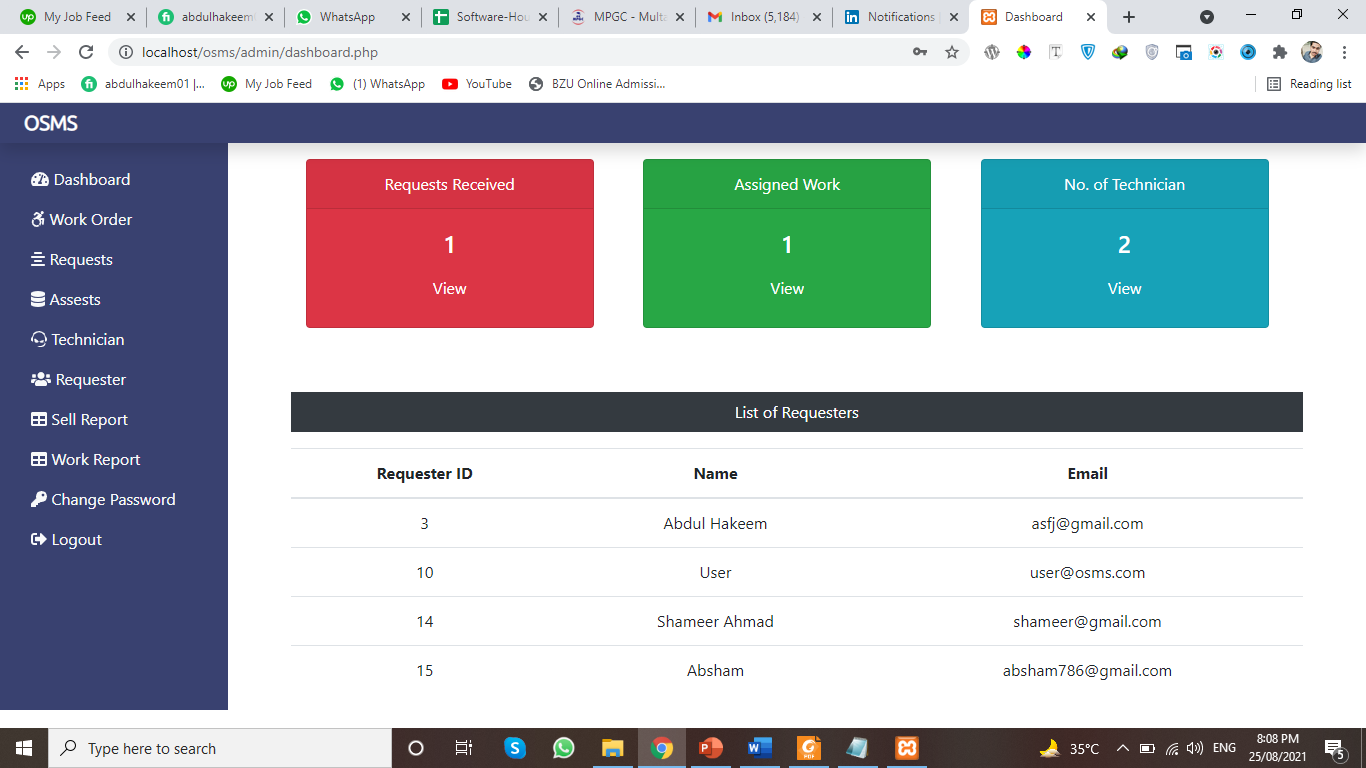 My Job Feed
abdulhakeem
WhatsApp
Software-Hou
MPGC - Multa
Inbox (5,184)
LinkedIn Notifications
Dashboard
localhost/osms/admin/dashboard.php
Apps
abdulhakeem01 |...
My Job Feed
(1) WhatsApp
YouTube
BZU Online Admissi...
Reading list
OSMS
Dashboard
Work Order
Requests
Assests
Technician
Requester
Sell Report
Work Report
Change Password
Logout
Requests Received
1
View
Assigned Work
1
View
No. of Technician
2
View
List of Requesters
Requester ID Name Email
3 Abdul Hakeem asfj@gmail.com
10 User user@osms.com
14 Shameer Ahmad shameer@gmail.com
15 Absham absham786@gmail.com
Type here to search
35°C
ENG
8:08 PM
25/08/2021
5